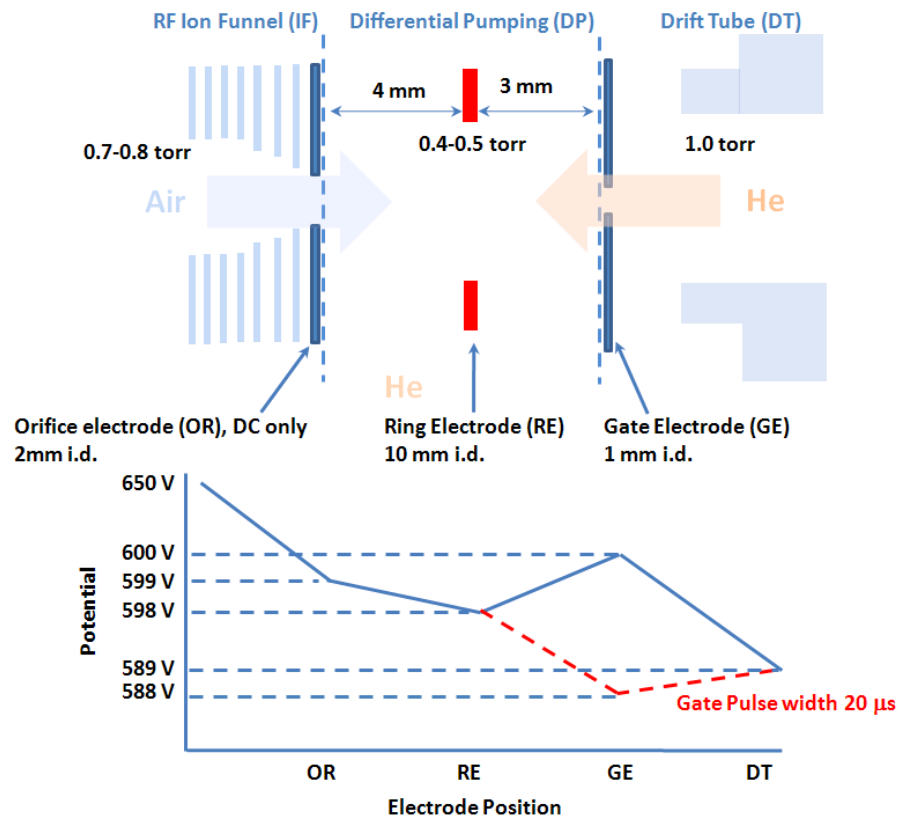 RF Ion Funnel (IF)
Differential Pumping (DP)
Drift Tube (DT)
4 mm
3 mm
0.7-0.8 torr
0.4-0.5 torr
1.0 torr
Air
He
He
Orifice electrode (OR), DC only
2mm i.d.
Ring Electrode (RE)
10 mm i.d.
Gate Electrode (GE)
1 mm i.d.
650 V
600 V
599 V
598 V
589 V
588 V
Potential
Gate Pulse width 20 μs
OR
RE
GE
DT
Electrode Position